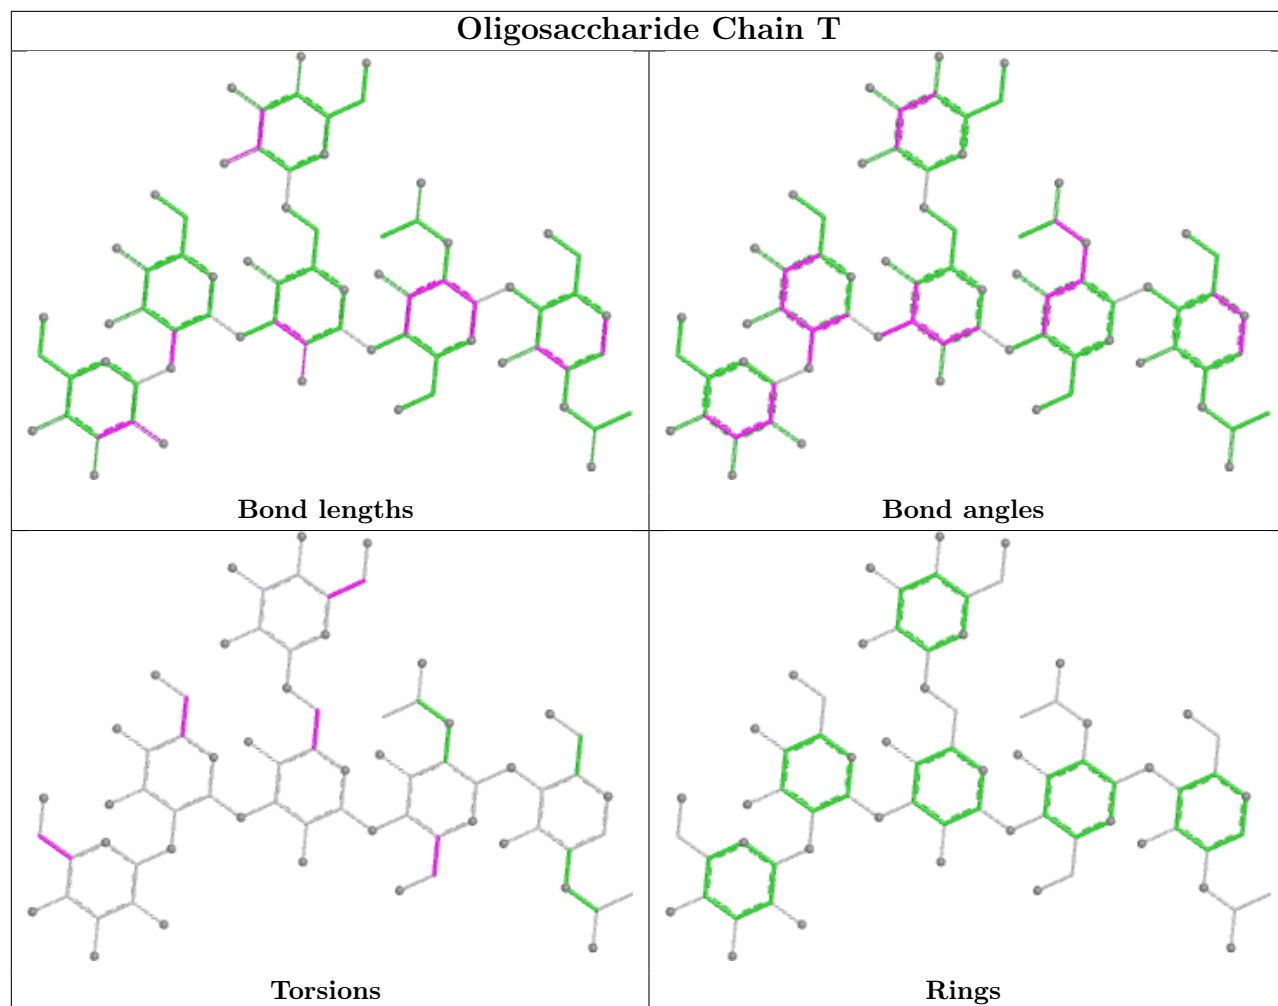 Oligosaccharide Chain T
Bond lengths
Bond angles
Torsions
Rings